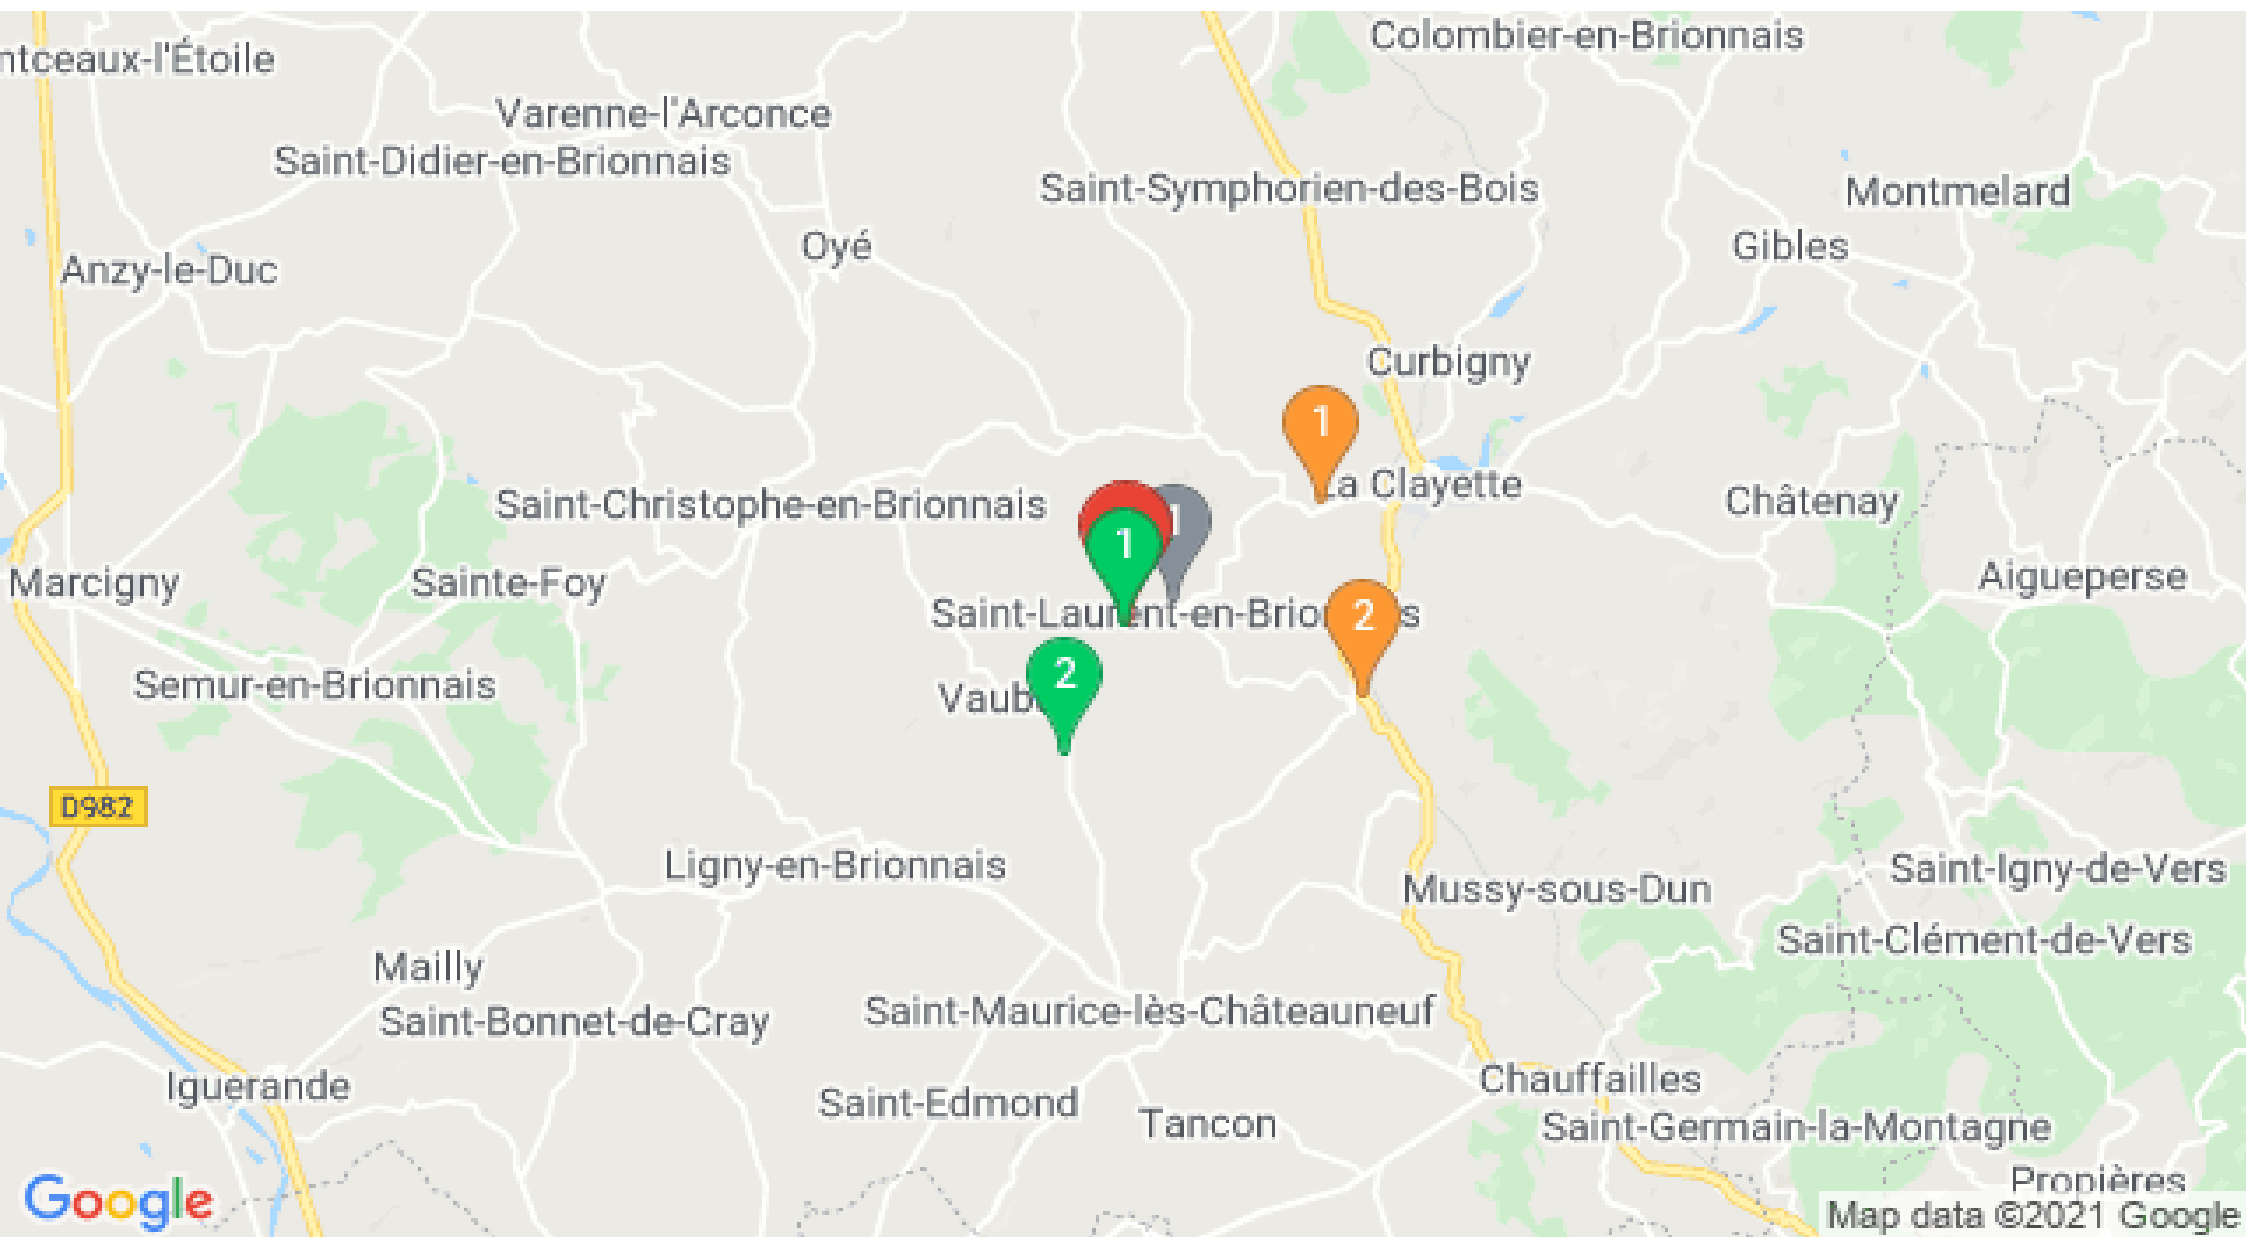 Colombier-en-Brionnais
ntceaux-l'Étoile
Varenne-l'Arconce
Saint-Didier-en-Brionnais
Saint-Symphorien-des-Bois
Montmelard
Oyé
Gibles
Anzy-le-Duc
Curbigny
1
La Clayette
Saint-Christophe-en-Brionnais
Châtenay
1
1
Marcigny
Sainte-Foy
Aigueperse
Saint-Laurent-en-Brio
s
2
2
Semur-en-Brionnais
Vaub
D982
Ligny-en-Brionnais
Saint-Igny-de-Vers
Mussy-sous-Dun
Saint-Clément-de-Vers
Mailly
Saint-Maurice-lès-Châteauneuf
Saint-Bonnet-de-Cray
Chauffailles
Iguerande
Saint-Edmond
Tancon
Saint-Germain-la-Montagne
Propières
Google
Map data ©2021 Google